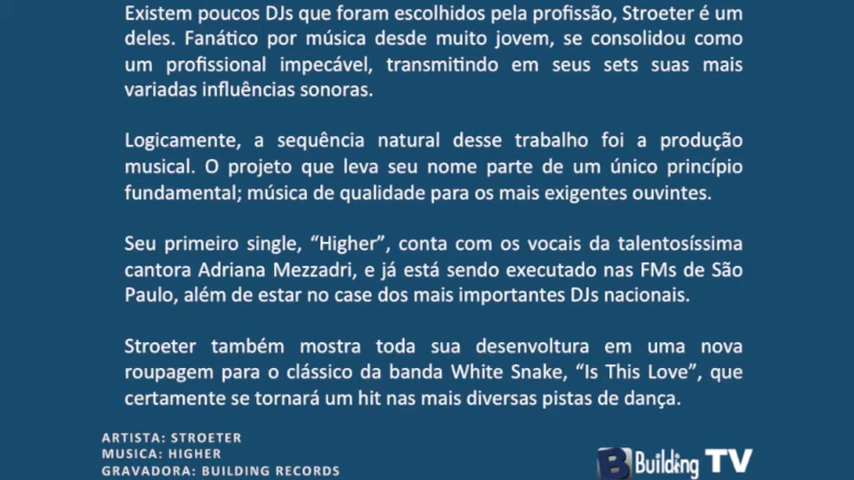 Existem poucos DJs que foram escolhidos pela profissão, Stroeter é um
deles. Fanático por música desde muito jovem, se consolidou como
um profissional impecável, transmitindo em seus sets suas mais
variadas influências sonoras.
Logicamente, a sequência natural desse trabalho foi a produção
musical. O projeto que leva seu nome parte de um único princípio
fundamental; música de qualidade para os mais exigentes ouvintes.
Seu primeiro single, “Higher”, conta com os vocais da talentosíssima
cantora Adriana Mezzadri, e já está sendo executado nas FMs de São
Paulo, além de estar no case dos mais importantes DJs nacionais.
Stroeter também mostra toda sua desenvoltura em uma nova
roupagem para o clássico da banda White Snake, “Is This Love”, que
certamente se tornará um hit nas mais diversas pistas de dança.
ARTISTA: STROETER
MUSICA: HIGHER
GRAVADORA: BUILDING RECORDS
B Building TV